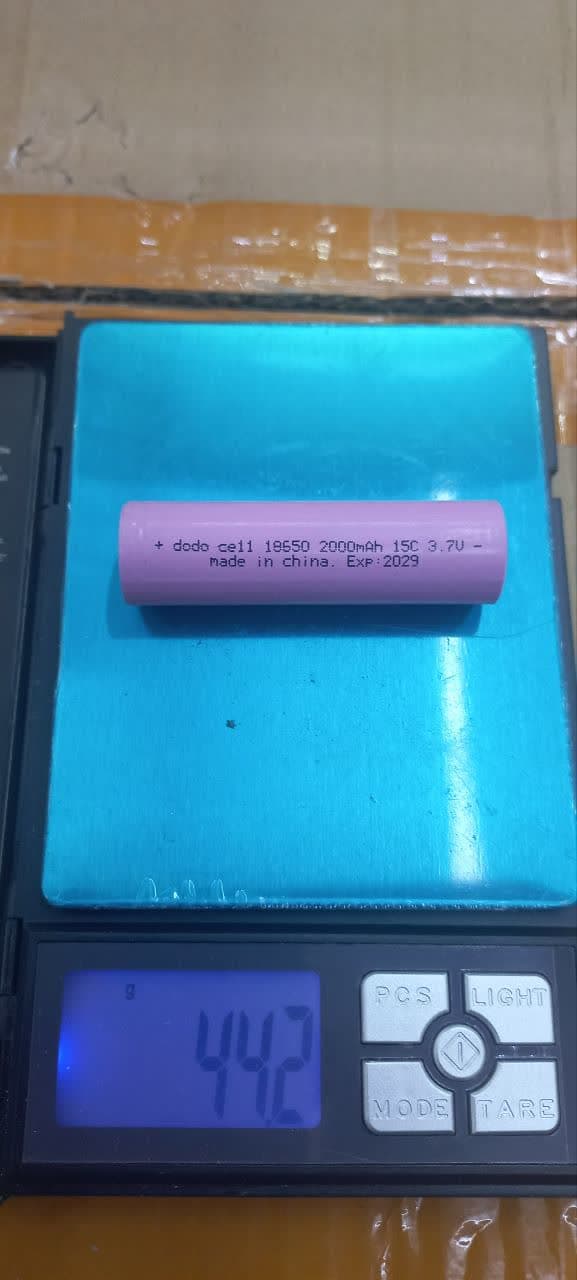 + dodo cell 18650 2000mAh 15C 3.7V -
made in china. Exp:2029
g
44.2
PCS
LIGHT
MODE
TARE